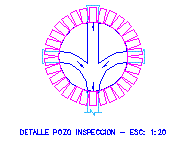 DETALLE POZO INSPECCION - ESC: 1:20